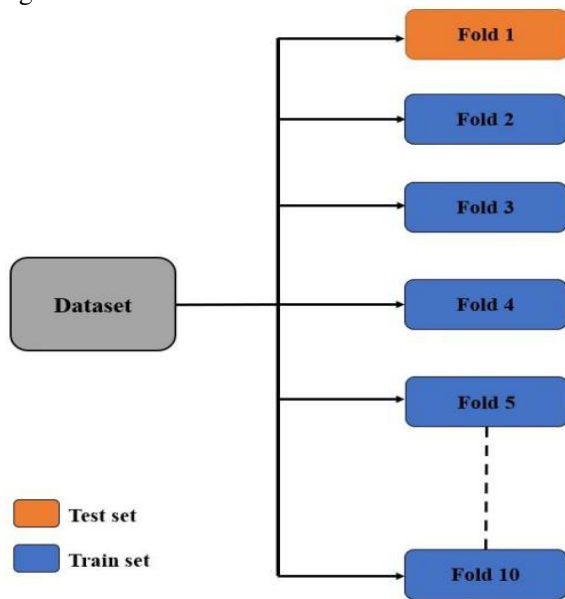 Fold 1
Fold 2
Fold 3
Dataset
Fold 4
Fold 5
Test set
Train set
Fold 10